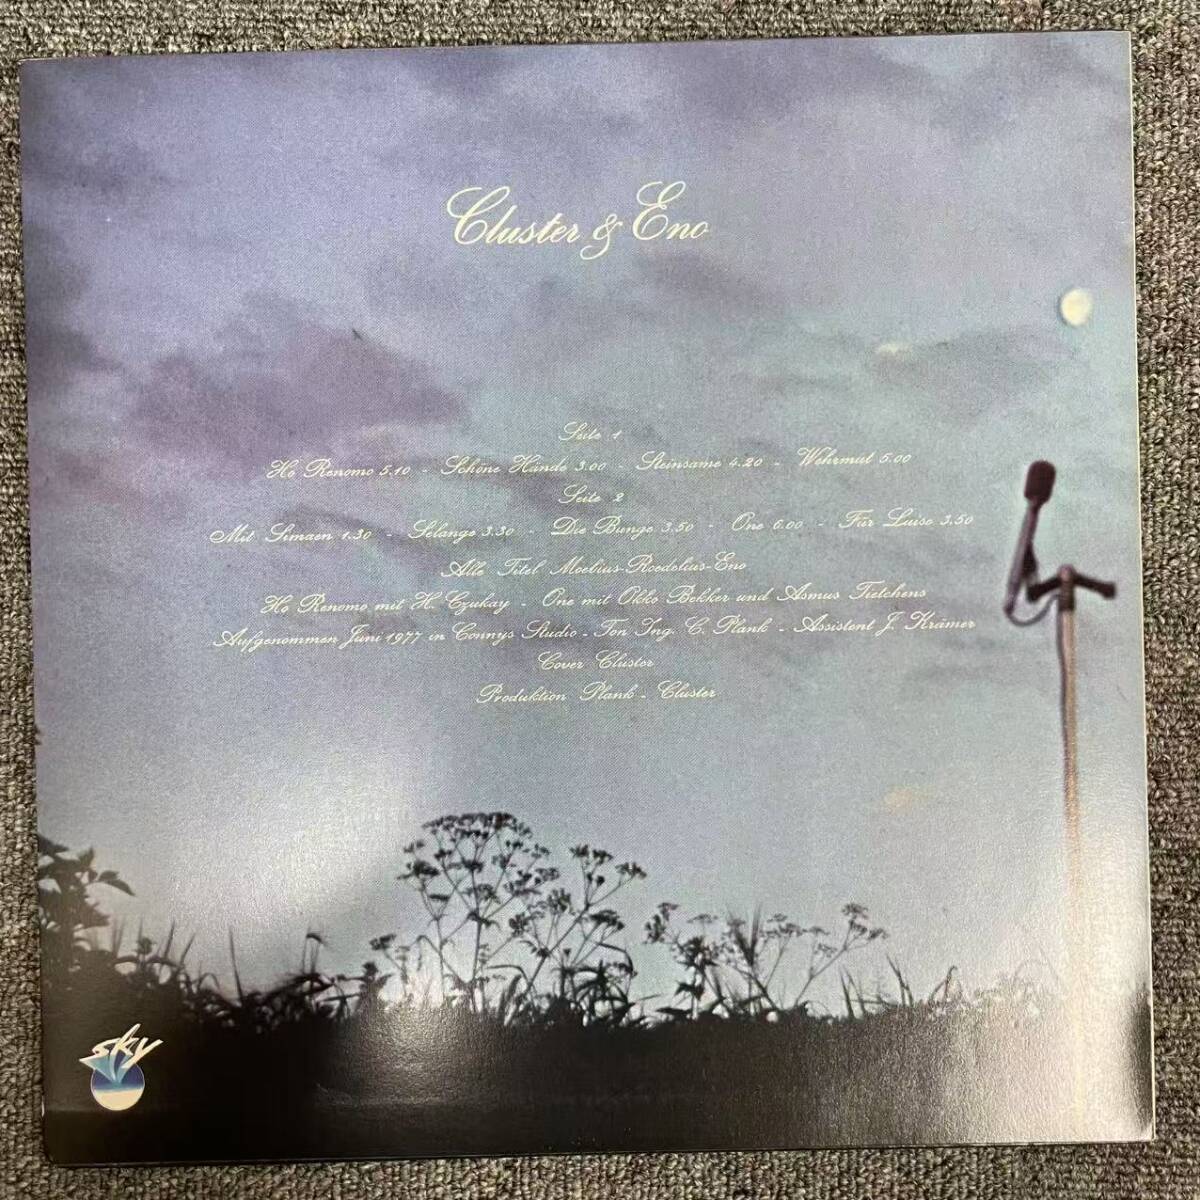 Cluster & Eno
Seite 1
Ho Renomo 5.10 - Schöne Hände 3.00 - Steinsame 4.20 - Wehrmut 5.00
Seite 2
Mit Simaen 1.30 - Selange 3.30 - Die Bunge 3.50 - One 6.00 - Für Luise 3.50
Alle Titel Moebius-Roedelius-Eno
Ho Renomo mit H. Czukay - One mit Okko Bekker und Asmus Tietchens
Aufgenommen Juni 1977 in Connys Studio - Ton Ing. C. Plank - Assistent J. Krämer
Cover Cluster
Produktion Plank - Cluster
sky